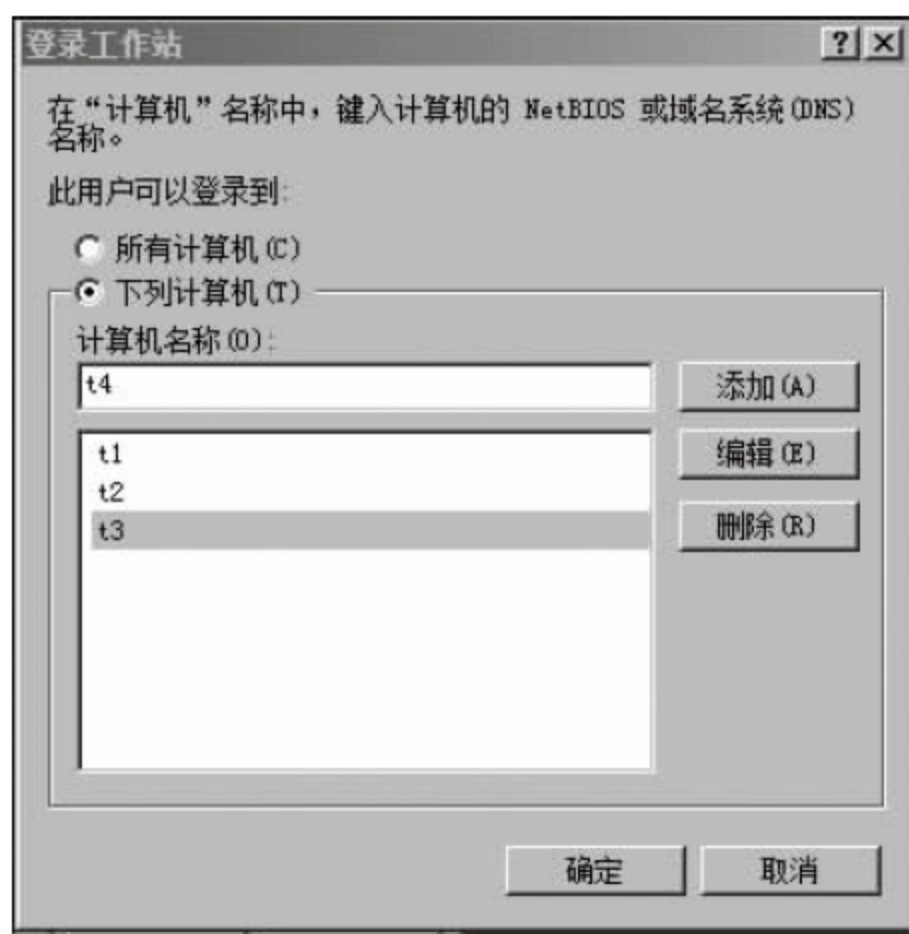 登录工作站
在“计算机”名称中，键入计算机的 NetBIOS 或域名系统(DNS)
名称。
此用户可以登录到:
所有计算机(C)
下列计算机(T)
计算机名称(O):
t4
添加(A)
t1
编辑(E)
t2
t3
删除(R)
确定
取消